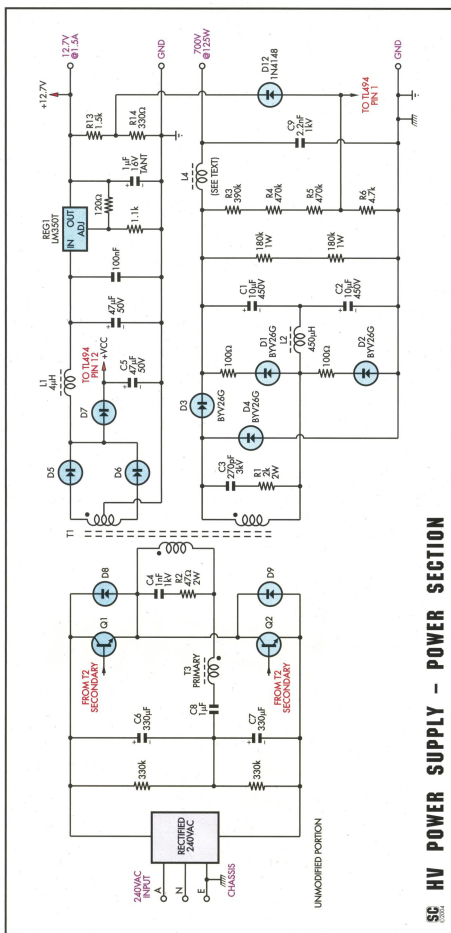 240VAC
INPUT
A
N
E
CHASSIS
RECTIFIED
240VAC
UNMODIFIED PORTION
330k
330k
C6
330µF
C7
330µF
C8
1µF
T3
PRIMARY
FROM T2
SECONDARY
Q1
D8
FROM T2
SECONDARY
Q2
D9
C4
1nF
1kV
R2
47Ω
2W
T1
D5
D6
D7
TO TL494
PIN 12
+VCC
C5
47µF
50V
L1
4µH
47µF
50V
100nF
REG1
LM350T
IN
OUT
ADJ
120Ω
1.1k
1µF
16V
TANT
R13
1.5k
R14
330Ω
+12.7V
12.7V
@1.5A
GND
C3
270pF
3kV
R1
2k
2W
D3
BYV26G
D4
BYV26G
100Ω
D1
BYV26G
100Ω
D2
BYV26G
L2
450µH
C1
10µF
450V
C2
10µF
450V
180k
1W
180k
1W
R3
390k
R4
470k
R5
470k
R6
4.7k
L4
(SEE TEXT)
C9
2.2nF
1kV
D12
1N4148
TO TL494
PIN 1
700V
@125W
GND
SC ©2004
HV POWER SUPPLY – POWER SECTION